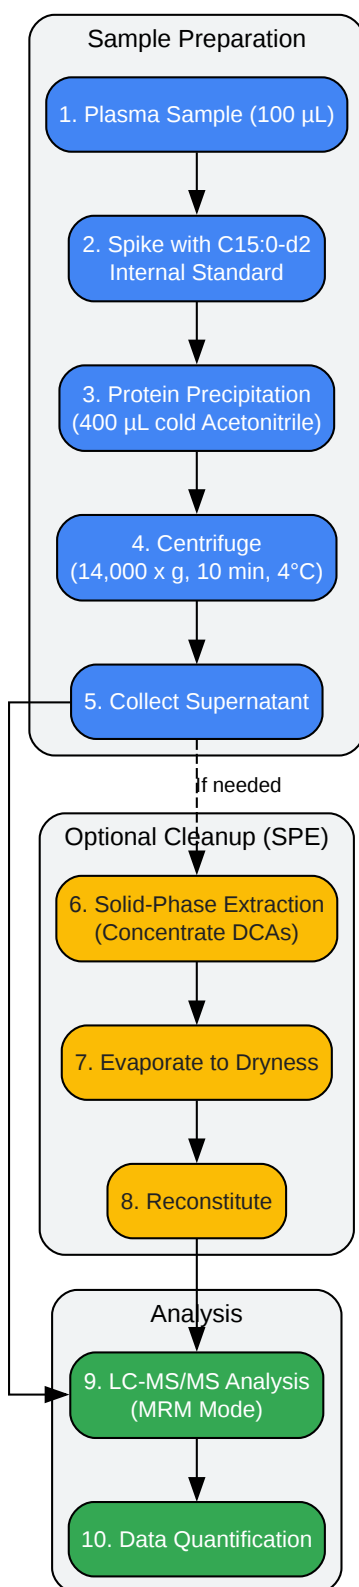 Sample Preparation
1. Plasma Sample (100 µL)
2. Spike with C15:0-d2
Internal Standard
3. Protein Precipitation
(400 µL cold Acetonitrile)
4. Centrifuge
(14,000 x g, 10 min, 4°C)
5. Collect Supernatant
If needed
Optional Cleanup (SPE)
6. Solid-Phase Extraction
(Concentrate DCAs)
7. Evaporate to Dryness
8. Reconstitute
Analysis
9. LC-MS/MS Analysis
(MRM Mode)
10. Data Quantification